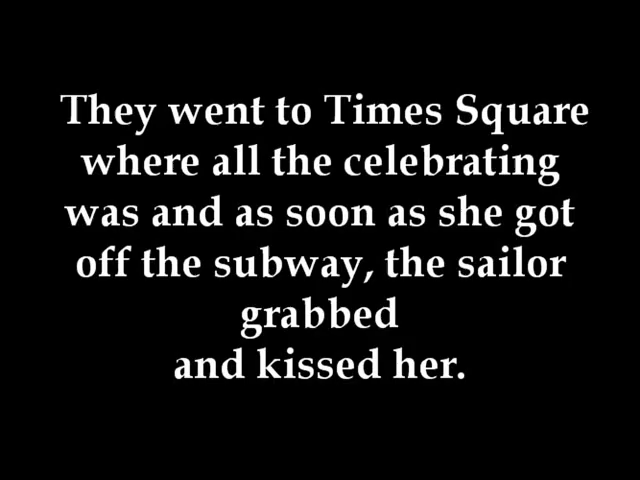 They went to Times Square
where all the celebrating
was and as soon as she got
off the subway, the sailor
grabbed
and kissed her.